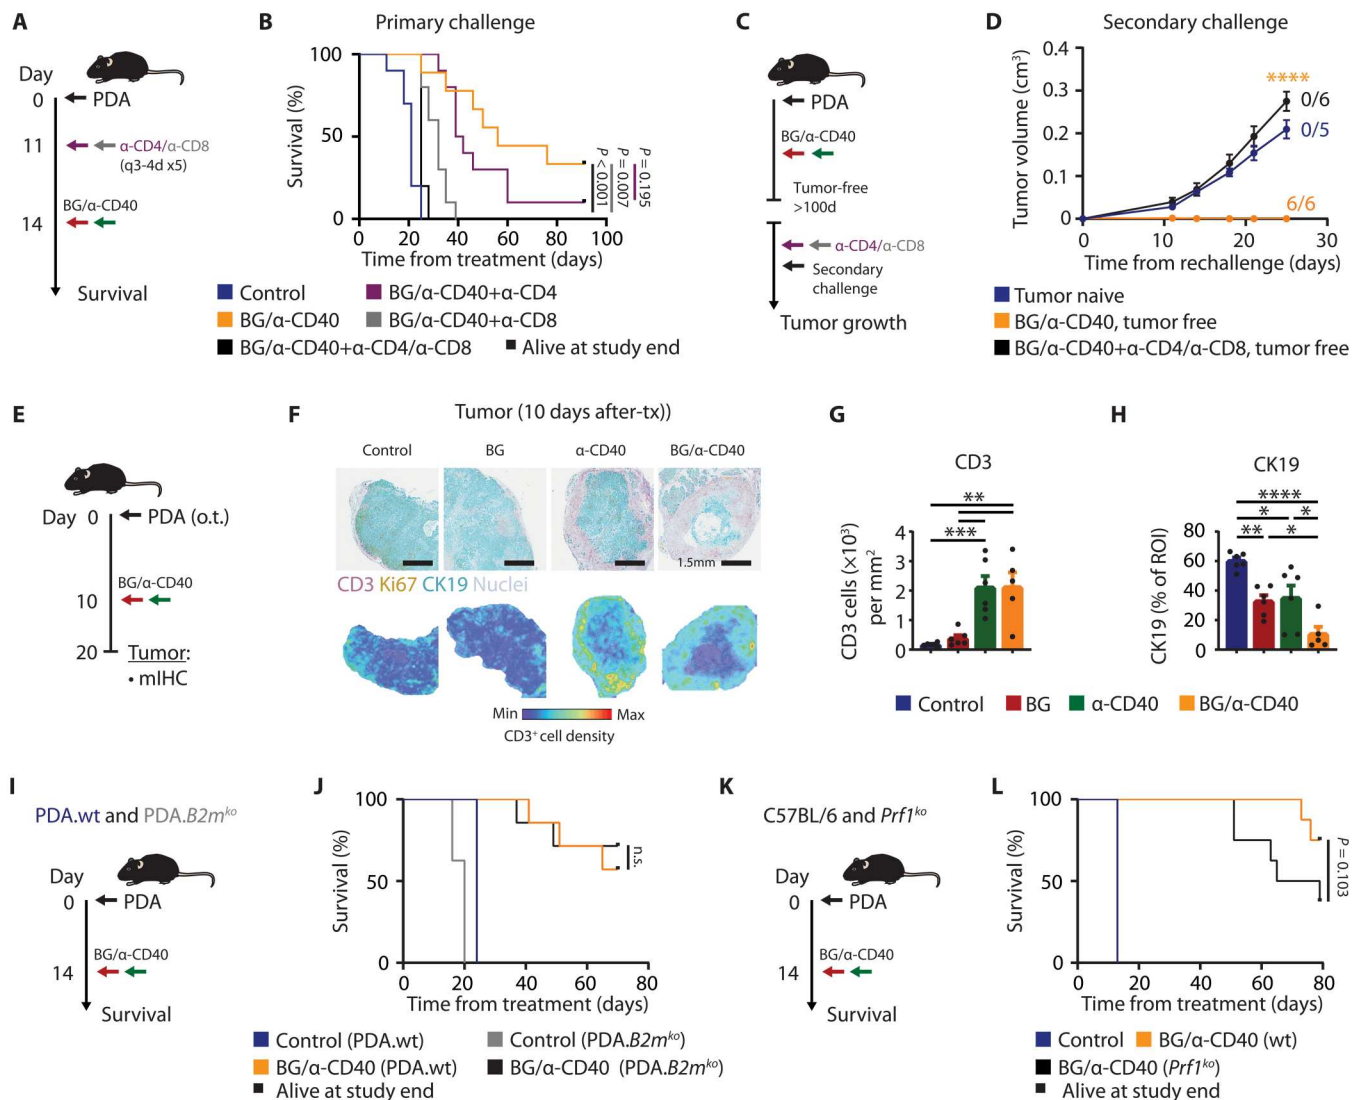 A
Day
0
PDA
11
α-CD4/α-CD8
(q3-4d x5)
BG/α-CD40
14
Survival
B
Primary challenge
Survival (%)
100
50
0
0 20 40 60 80 100
Time from treatment (days)
P < 0.001
P = 0.007
P = 0.195
Control
BG/α-CD40+α-CD4
BG/α-CD40
BG/α-CD40+α-CD8
BG/α-CD40+α-CD4/α-CD8
Alive at study end
C
PDA
BG/α-CD40
Tumor-free
>100d
α-CD4/α-CD8
Secondary
challenge
Tumor growth
D
Secondary challenge
Tumor volume (cm³)
0.4
0.3
0.2
0.1
0
0 10 20 30
Time from rechallenge (days)
****
0/6
0/5
6/6
Tumor naive
BG/α-CD40, tumor free
BG/α-CD40+α-CD4/α-CD8, tumor free
E
Day 0
PDA (o.t.)
BG/α-CD40
10
20
Tumor:
• mIHC
F
Tumor (10 days after-tx))
Control BG α-CD40 BG/α-CD40
1.5mm
CD3 Ki67 CK19 Nuclei
Min Max
CD3⁺ cell density
G
CD3
**
***
CD3 cells (×10³)
per mm²
4
3
2
1
0
H
CK19
****
* *
** *
CK19 (% of ROI)
80
60
40
20
0
Control BG α-CD40 BG/α-CD40
I
PDA.wt and PDA.B2mᵏᵒ
Day
0
PDA
BG/α-CD40
14
Survival
J
Survival (%)
100
50
0
0 20 40 60 80
Time from treatment (days)
n.s.
Control (PDA.wt)
Control (PDA.B2mᵏᵒ)
BG/α-CD40 (PDA.wt)
BG/α-CD40 (PDA.B2mᵏᵒ)
Alive at study end
K
C57BL/6 and Prf1ᵏᵒ
Day
0
PDA
BG/α-CD40
14
Survival
L
Survival (%)
100
50
0
0 20 40 60 80
Time from treatment (days)
P = 0.103
Control
BG/α-CD40 (wt)
BG/α-CD40 (Prf1ᵏᵒ)
Alive at study end